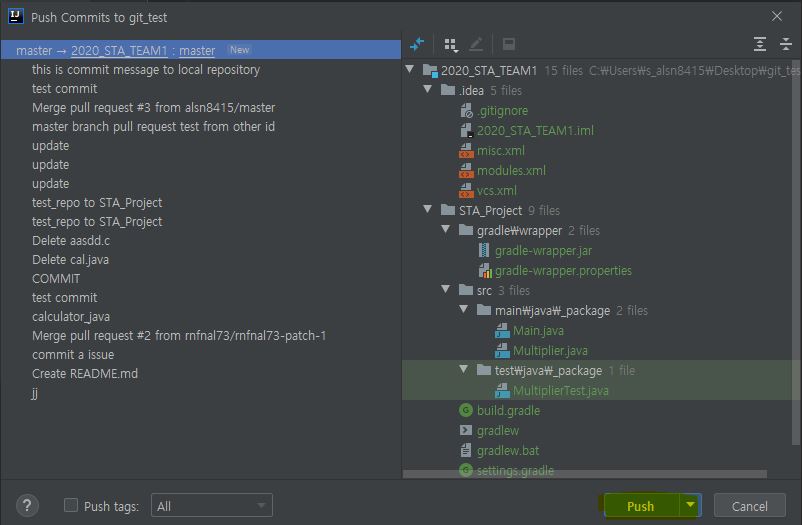 Push Commits to git_test
master → 2020_STA_TEAM1 : master New
this is commit message to local repository
test commit
Merge pull request #3 from alsn8415/master
master branch pull request test from other id
update
update
update
test_repo to STA_Project
test_repo to STA_Project
Delete aasdd.c
Delete cal.java
COMMIT
test commit
calculator_java
Merge pull request #2 from rnfnal73/rnfnal73-patch-1
commit a issue
Create README.md
jj
2020_STA_TEAM1 15 files C:₩Users₩s_alsn8415₩Desktop₩git_tes
.idea 5 files
.gitignore
2020_STA_TEAM1.iml
misc.xml
modules.xml
vcs.xml
STA_Project 9 files
gradle₩wrapper 2 files
gradle-wrapper.jar
gradle-wrapper.properties
src 3 files
main₩java₩_package 2 files
Main.java
Multiplier.java
test₩java₩_package 1 file
MultiplierTest.java
build.gradle
gradlew
gradlew.bat
settings.gradle
? Push tags: All
Push Cancel